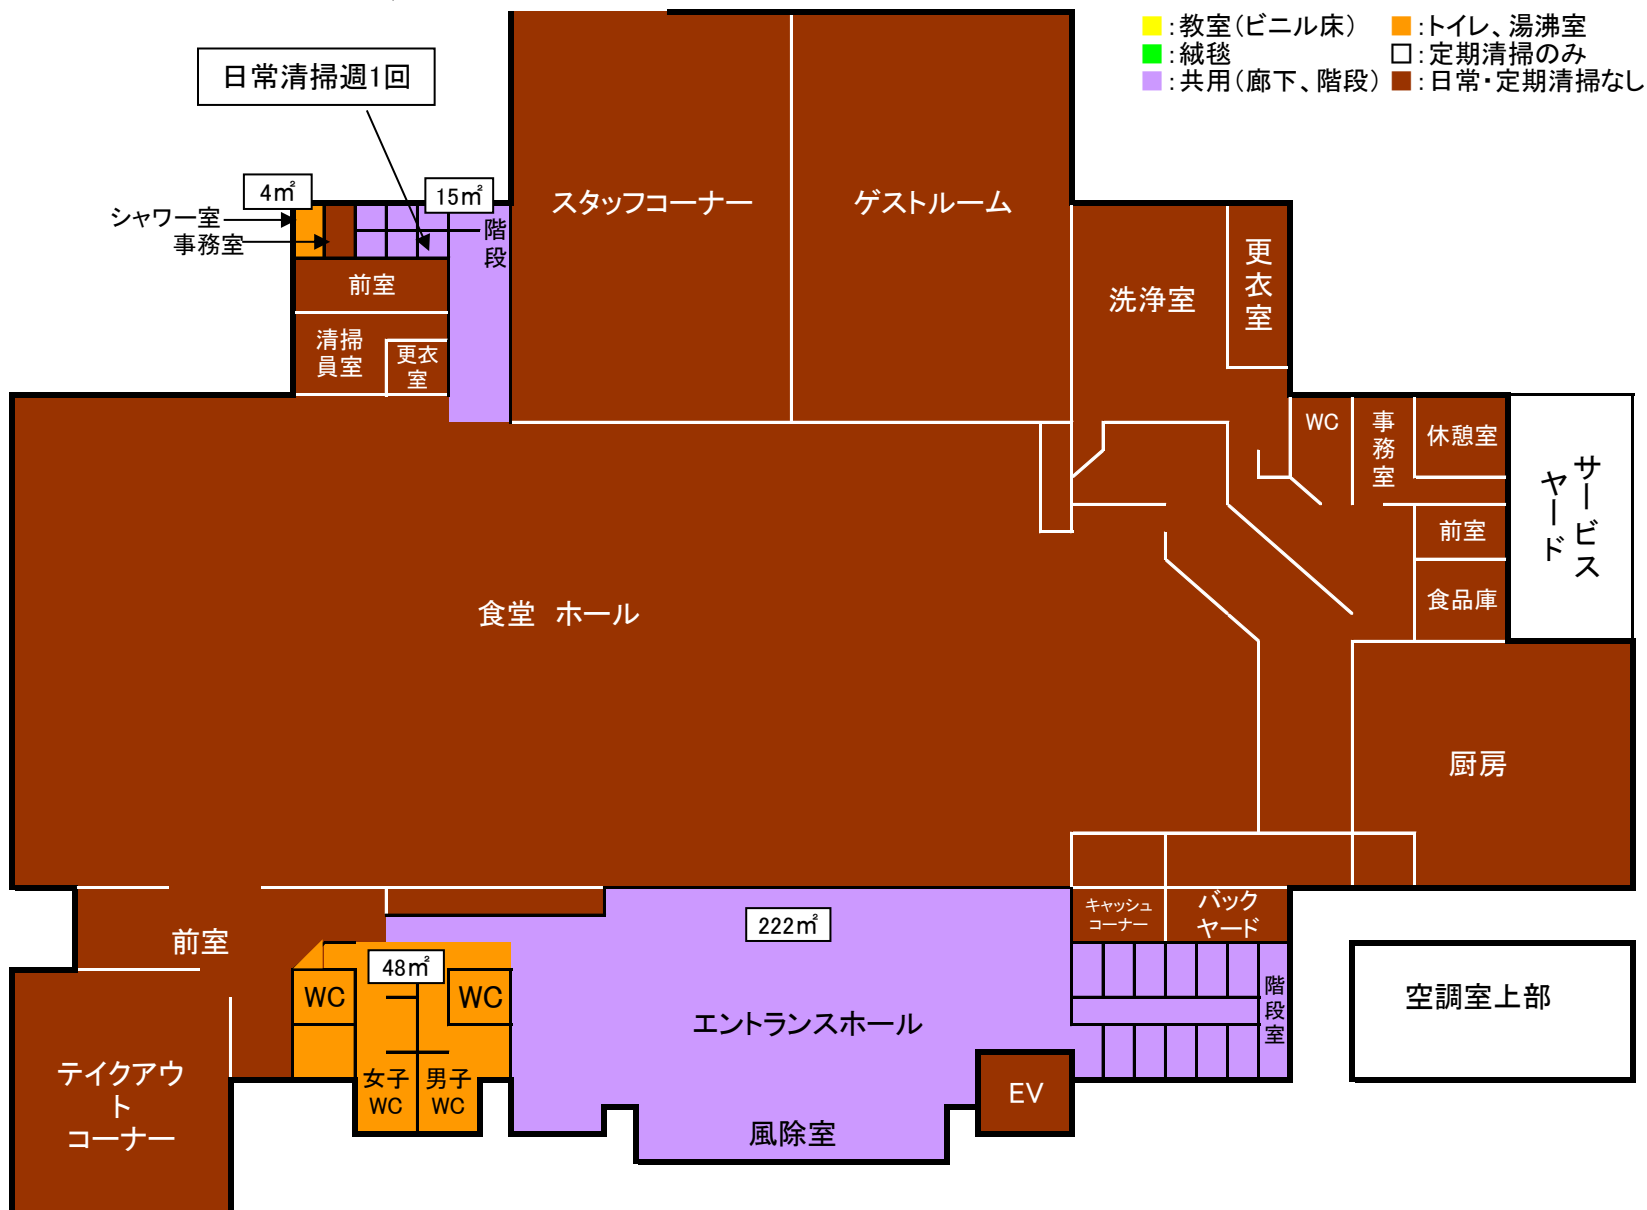 ：教室（ビニル床）
：トイレ、湯沸室
：絨毯
：定期清掃のみ
：共用（廊下、階段）
：日常・定期清掃なし
日常清掃週1回
4㎡
15㎡
シャワー室
事務室
階段
前室
清掃
員室
更衣
室
スタッフコーナー
ゲストルーム
洗浄室
更衣室
WC
事務室
休憩室
前室
食品庫
サービス
ヤード
食堂　ホール
厨房
キャッシュ
コーナー
バック
ヤード
222㎡
前室
48㎡
WC
WC
エントランスホール
階段室
空調室上部
テイクアウ
ト
コーナー
女子
WC
男子
WC
EV
風除室